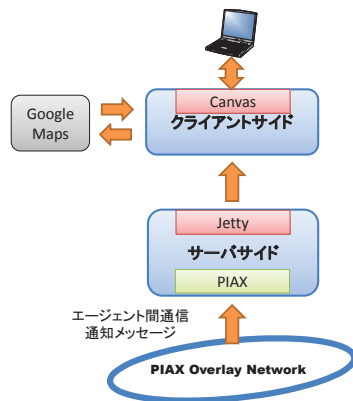 Canvas
クライアントサイド
Google
Maps
Jetty
サーバサイド
PIAX
エージェント間通信
通知メッセージ
PIAX Overlay Network